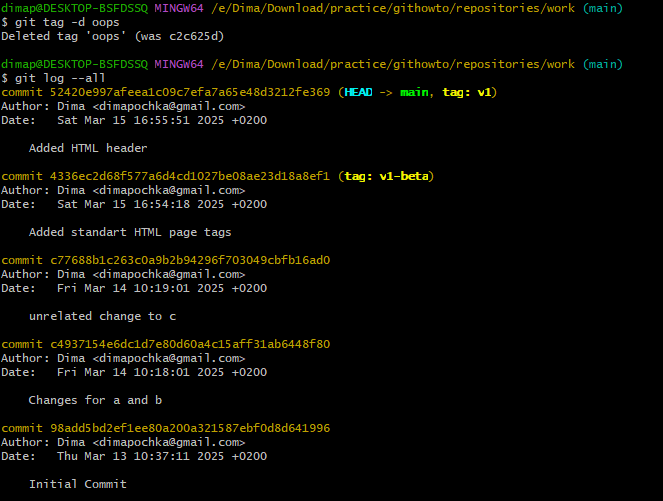 dimap@DESKTOP-BSFDSSQ MINGW64 /e/Dima/Download/practice/githowto/repositories/work (main)
$ git tag -d oops
Deleted tag 'oops' (was c2c625d)
dimap@DESKTOP-BSFDSSQ MINGW64 /e/Dima/Download/practice/githowto/repositories/work (main)
$ git log --all
commit 52420e997afeea1c09c7efa7a65e48d3212fe369 (HEAD -> main, tag: v1)
Author: Dima <dimapochka@gmail.com>
Date:   Sat Mar 15 16:55:51 2025 +0200
    Added HTML header
commit 4336ec2d68f577a6d4cd1027be08ae23d18a8ef1 (tag: v1-beta)
Author: Dima <dimapochka@gmail.com>
Date:   Sat Mar 15 16:54:18 2025 +0200
    Added standart HTML page tags
commit c77688b1c263c0a9b2b94296f703049cbfb16ad0
Author: Dima <dimapochka@gmail.com>
Date:   Fri Mar 14 10:19:01 2025 +0200
    unrelated change to c
commit c4937154e6dc1d7e80d60a4c15aff31ab6448f80
Author: Dima <dimapochka@gmail.com>
Date:   Fri Mar 14 10:18:01 2025 +0200
    Changes for a and b
commit 98add5bd2ef1ee80a200a321587ebf0d8d641996
Author: Dima <dimapochka@gmail.com>
Date:   Thu Mar 13 10:37:11 2025 +0200
    Initial Commit